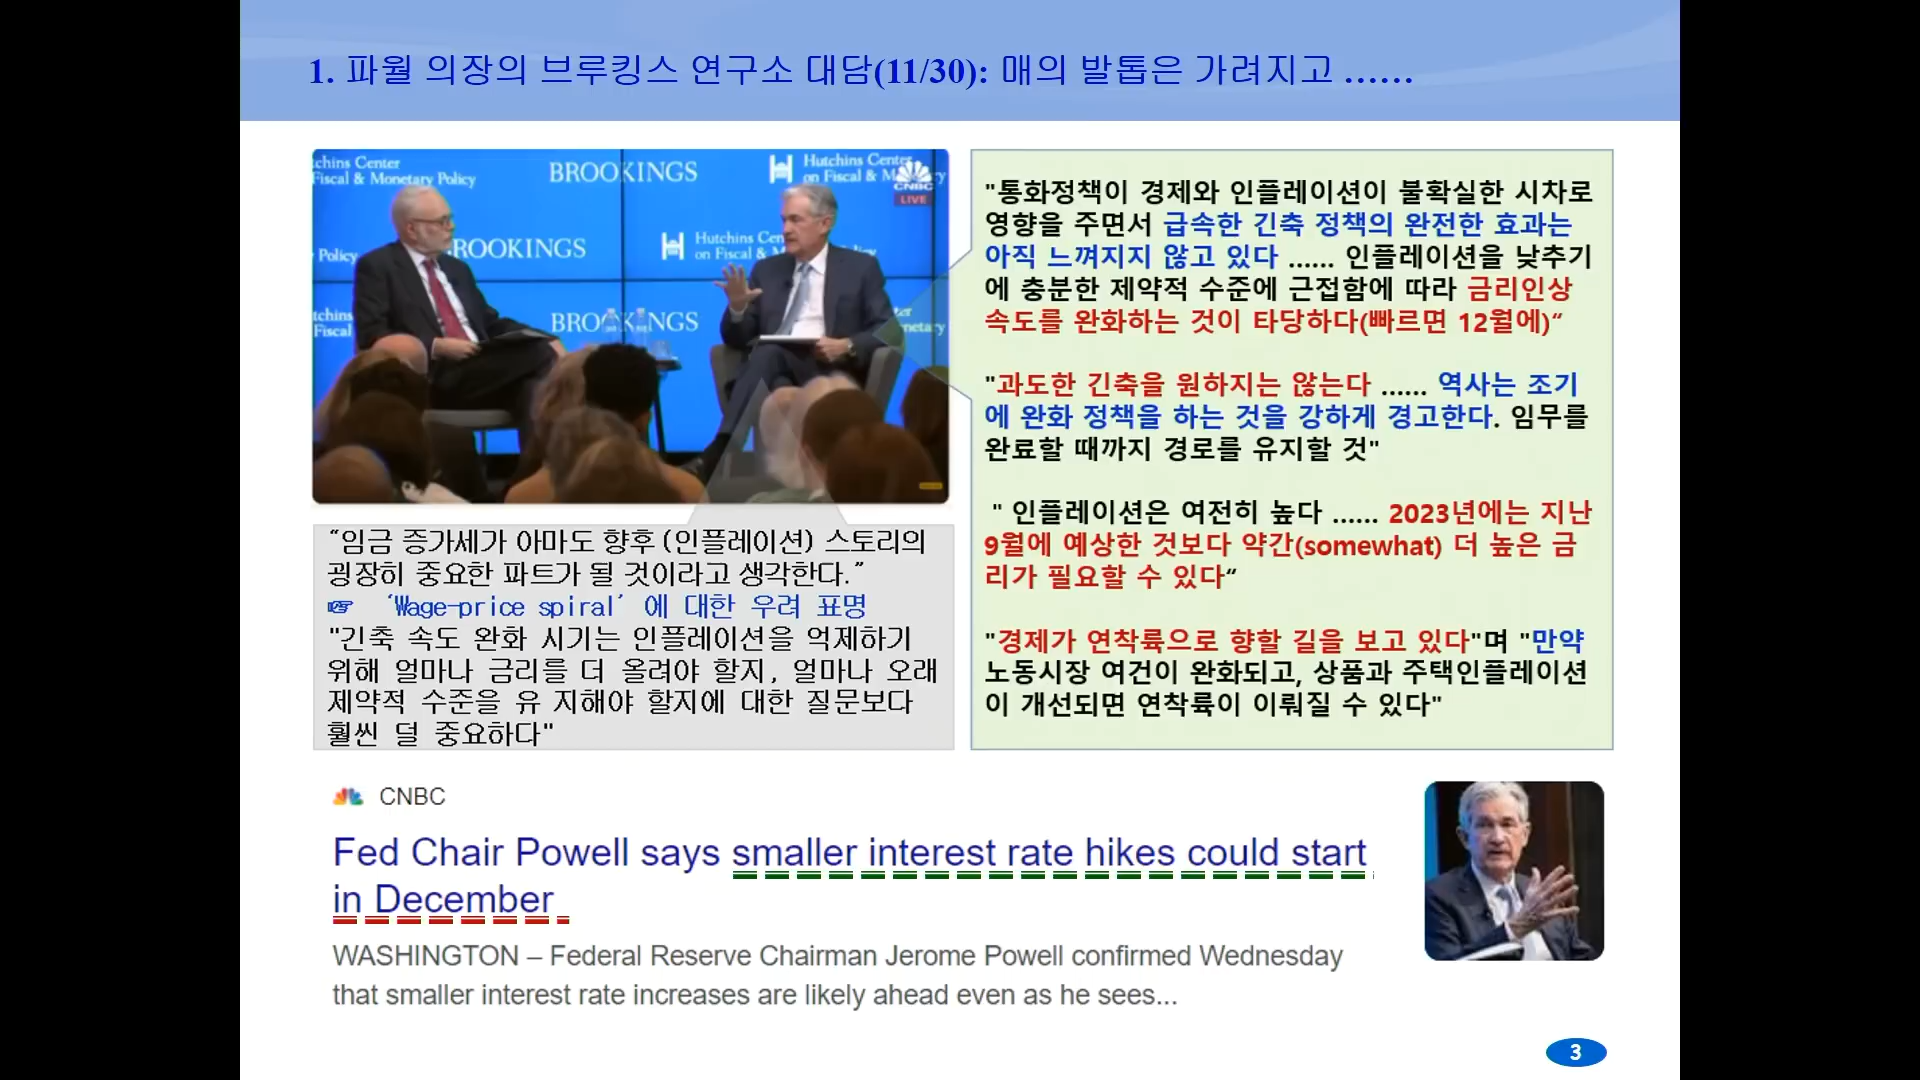 1. 파월 의장의 브루킹스 연구소 대담(11/30): 매의 발톱은 가려지고 ……
chins Center
Fiscal & Monetary Policy
BROOKINGS
Hutchins Center
on Fiscal & M
CNBC
LIVE
Policy
BROOKINGS
Hutchins Cen
on Fiscal & M
tchins
Fiscal
BROOKINGS
netary
"통화정책이 경제와 인플레이션이 불확실한 시차로
영향을 주면서 급속한 긴축 정책의 완전한 효과는
아직 느껴지지 않고 있다 …… 인플레이션을 낮추기
에 충분한 제약적 수준에 근접함에 따라 금리인상
속도를 완화하는 것이 타당하다(빠르면 12월에)“
"과도한 긴축을 원하지는 않는다 …… 역사는 조기
에 완화 정책을 하는 것을 강하게 경고한다. 임무를
완료할 때까지 경로를 유지할 것"
" 인플레이션은 여전히 높다 …… 2023년에는 지난
9월에 예상한 것보다 약간(somewhat) 더 높은 금
리가 필요할 수 있다“
"경제가 연착륙으로 향할 길을 보고 있다"며 "만약
노동시장 여건이 완화되고, 상품과 주택인플레이션
이 개선되면 연착륙이 이뤄질 수 있다"
“임금 증가세가 아마도 향후 (인플레이션) 스토리의
굉장히 중요한 파트가 될 것이라고 생각한다.”
☞ ‘Wage-price spiral’에 대한 우려 표명
"긴축 속도 완화 시기는 인플레이션을 억제하기
위해 얼마나 금리를 더 올려야 할지, 얼마나 오래
제약적 수준을 유 지해야 할지에 대한 질문보다
훨씬 덜 중요하다"
CNBC
Fed Chair Powell says smaller interest rate hikes could start
in December
WASHINGTON – Federal Reserve Chairman Jerome Powell confirmed Wednesday
that smaller interest rate increases are likely ahead even as he sees...
3